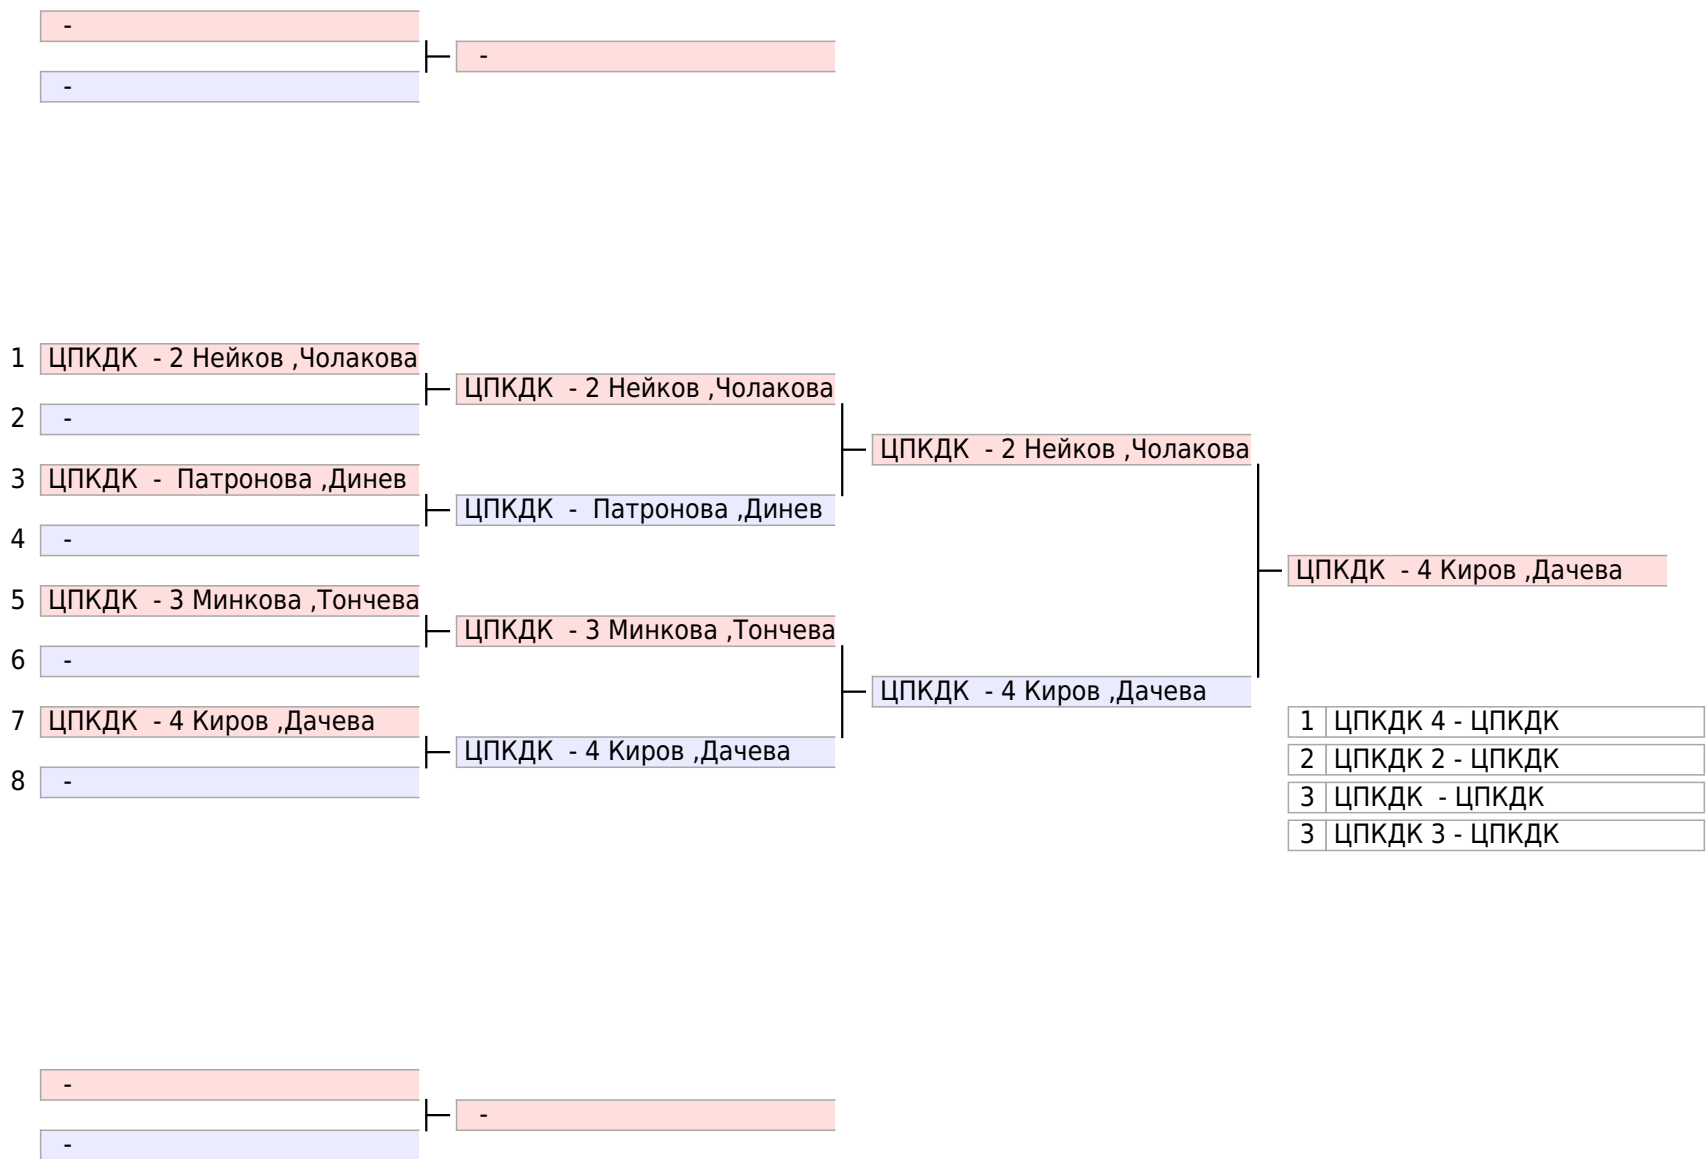 -
-
-
1 ЦПКДК - 2 Нейков ,Чолакова
ЦПКДК - 2 Нейков ,Чолакова
2 -
ЦПКДК - 2 Нейков ,Чолакова
3 ЦПКДК - Патронова ,Динев
ЦПКДК - Патронова ,Динев
4 -
ЦПКДК - 4 Киров ,Дачева
5 ЦПКДК - 3 Минкова ,Тончева
ЦПКДК - 3 Минкова ,Тончева
6 -
ЦПКДК - 4 Киров ,Дачева
7 ЦПКДК - 4 Киров ,Дачева
ЦПКДК - 4 Киров ,Дачева
8 -
1 ЦПКДК 4 - ЦПКДК
2 ЦПКДК 2 - ЦПКДК
3 ЦПКДК - ЦПКДК
3 ЦПКДК 3 - ЦПКДК
-
-
-